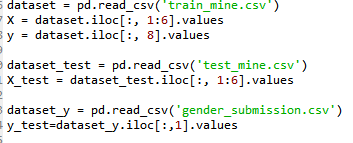 dataset = pd.read_csv('train_mine.csv')
X = dataset.iloc[:, 1:6].values
y = dataset.iloc[:, 8].values
dataset_test = pd.read_csv('test_mine.csv')
X_test = dataset_test.iloc[:, 1:6].values
dataset_y = pd.read_csv('gender_submission.csv')
y_test=dataset_y.iloc[:,1].values